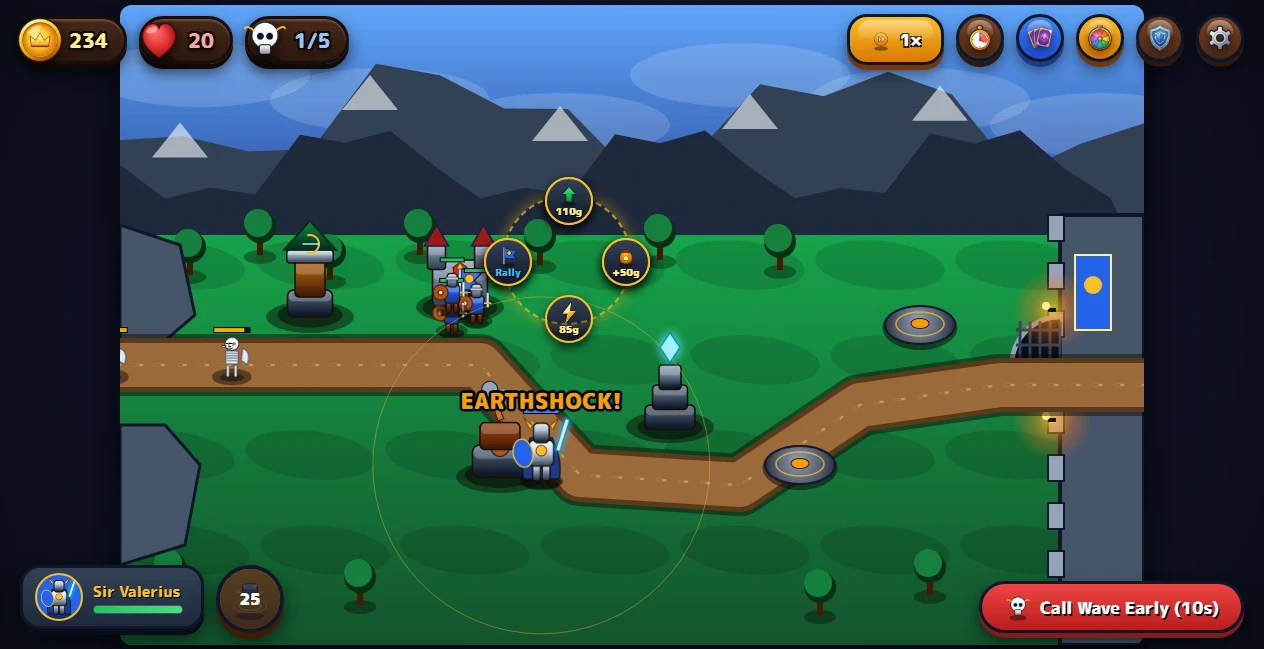 234
20
1/5
1x
110g
Rally
+50g
85g
EARTHSHOCK!
Sir Valerius
25
Call Wave Early (10s)